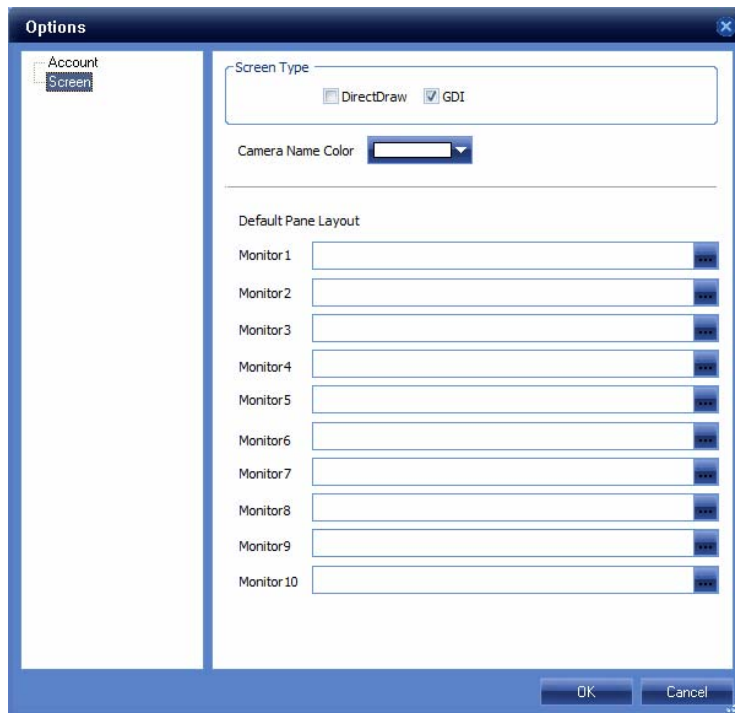 Options
Account
Screen
Screen Type
DirectDraw GDI
Camera Name Color
Default Pane Layout
Monitor1 ...
Monitor2 ...
Monitor3 ...
Monitor4 ...
Monitor5 ...
Monitor6 ...
Monitor7 ...
Monitor8 ...
Monitor9 ...
Monitor10 ...
OK Cancel